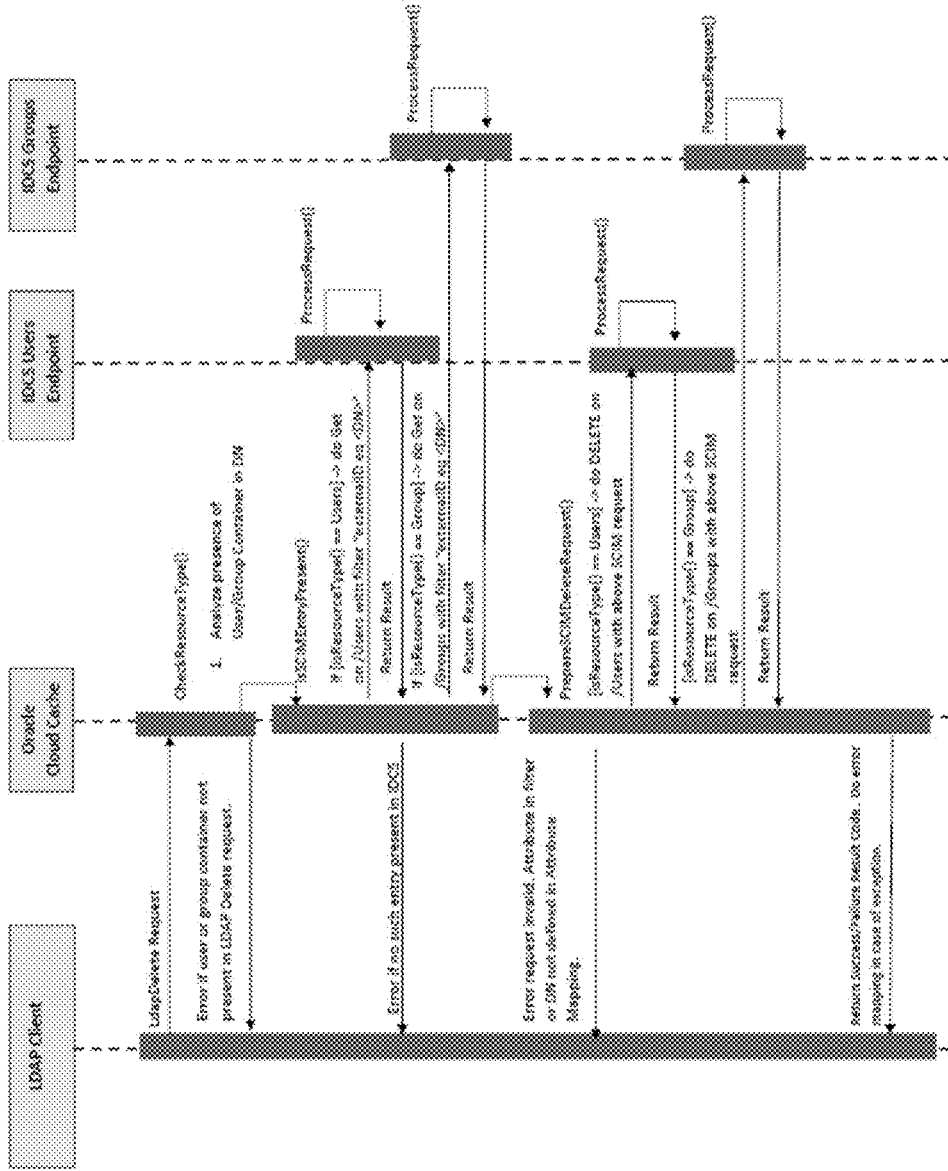 LDAP Client
Oracle
Cloud Cache
IDCS Users
Endpoint
IDCS Groups
Endpoint
LdapDelete Request
CheckResourceType()
1. Analyze presence of
User/Group Container in DN
Error if user or group container not
present in LDAP Delete request.
isSCIMEntryPresent()
If [isResourceType() == Users] -> do Get
on /Users with filter "externalID eq <DN>"
ProcessRequest()
Return Result
If [isResourceType() == Group] -> do Get on
/Groups with filter "externalID eq <DN>"
ProcessRequest()
Return Result
Error if no such entry present in IDCS
PrepareSCIMDeleteRequest()
Error request invalid. Attribute in filter
or DN not defined in Attribute
Mapping.
[isResourceType() == Users] -> do DELETE on
/Users with above SCIM request
ProcessRequest()
Return Result
[isResourceType() == Group] -> do
DELETE on /Groups with above SCIM
request
ProcessRequest()
Return Result
Return Success/Failure Result Code. Do error
mapping in case of exception.